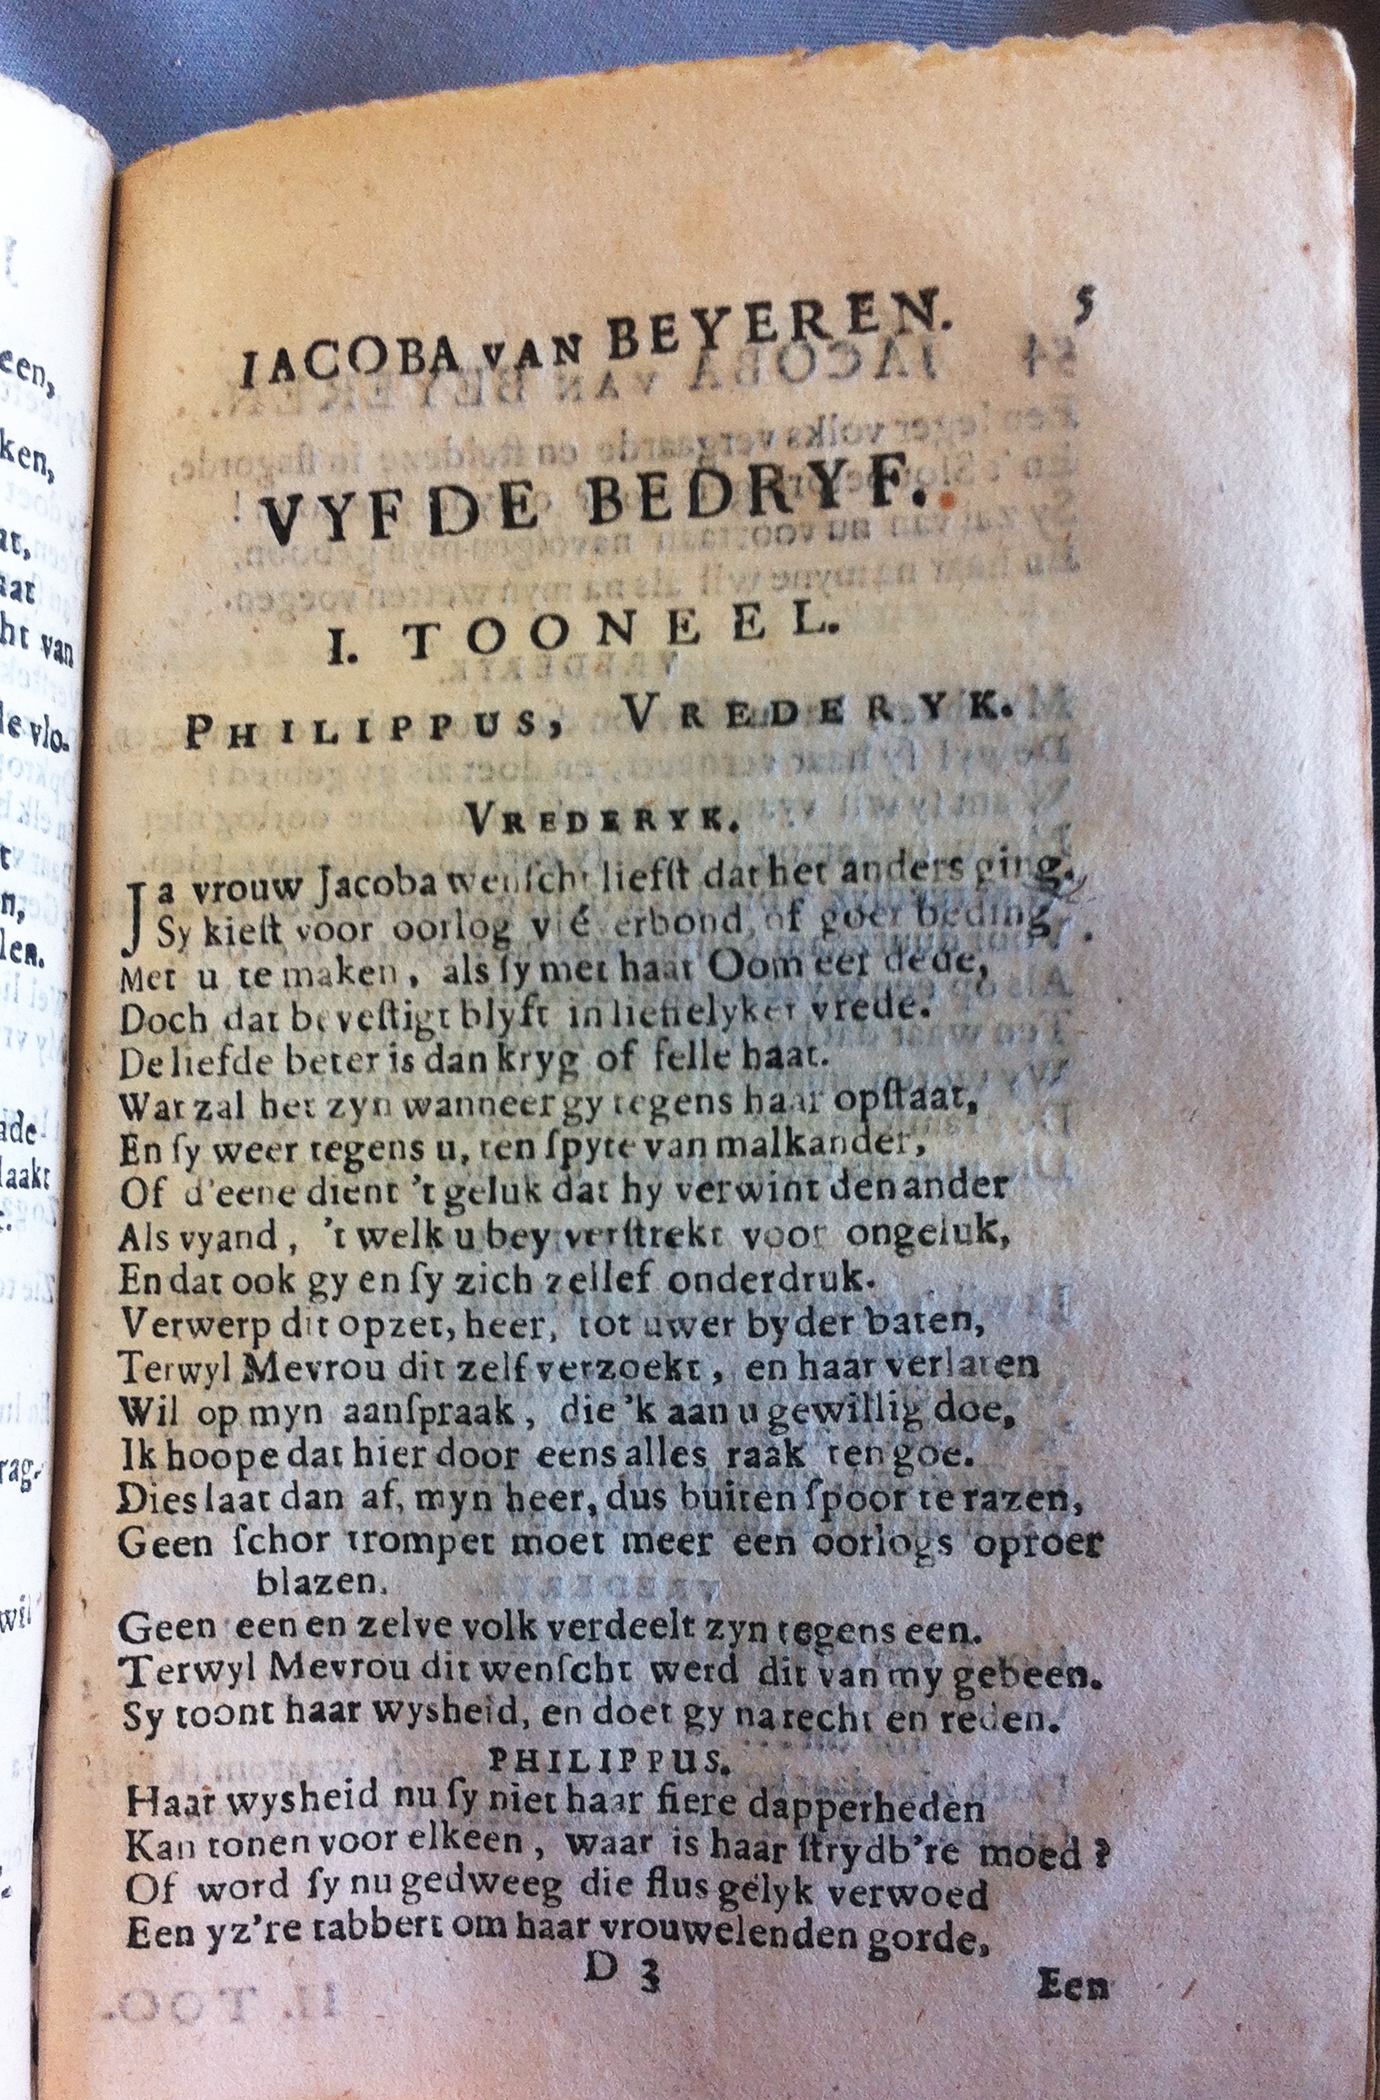 JACOBA VAN BEYEREN. 5
VYFDE BEDRYF.
I. TOONEEL.
PHILIPPUS, VREDERYK.
VREDERYK.
Ja vrouw Jacoba wenſcht liefſt dat het anders ging.
Sy kieſt voor oorlog vreé verbond, of goet beding
Met u te maken, als ſy met haar Oom eer dede,
Doch dat beveſtigt blyft in lieffelyker vrede.
De liefde beter is dan kryg of felle haat.
Wat zal het zyn wanneer gy tegens haar opſtaat,
En ſy weer tegens u, ten ſpyte van malkander,
Of d'eene dient 't geluk dat hy verwint den ander
Als vyand, 't welk u bey verſtrekt voor ongeluk,
En dat ook gy en ſy zich zellef onderdruk.
Verwerp dit opzet, heer, tot uwer byder baten,
Terwyl Mevrou dit zelf verzoekt, en haar verlaten
Wil op myn aanſpraak, die 'k aan u gewillig doe,
Ik hoope dat hier door eens alles raak ten goe.
Dies laat dan af, myn heer, dus buiten ſpoor te razen,
Geen ſchor trompet moet meer een oorlogs oproer
blazen.
Geen een en zelve volk verdeelt zyn tegens een.
Terwyl Mevrou dit wenſcht werd dit van my gebeen.
Sy toont haar wysheid, en doet gy na recht en reden.
PHILIPPUS.
Haar wysheid nu ſy niet haar fiere dapperheden
Kan tonen voor elkeen, waar is haar ſtrydb're moed?
Of word ſy nu gedweeg die flus gelyk verwoed
Een yz're tabbert om haar vrouwelenden gorde,
D 3 Een